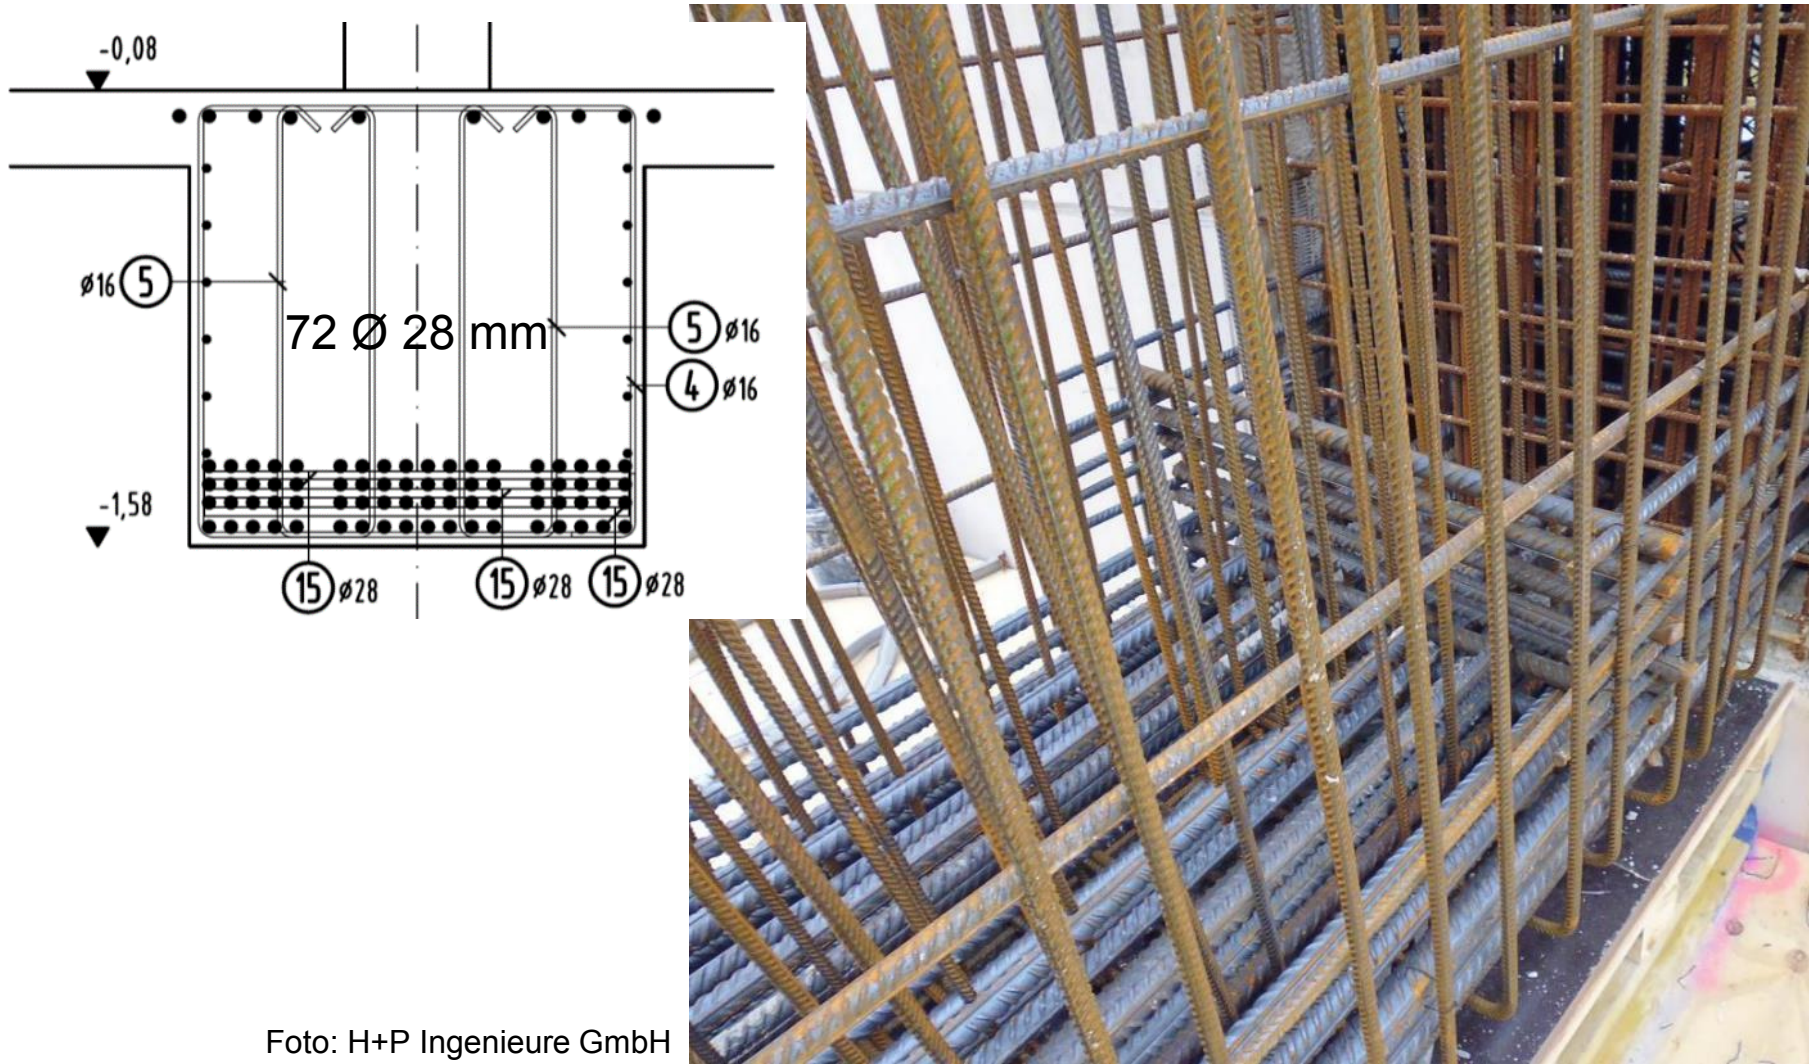 -0,08
ø16 5
72 Ø 28 mm
5 ø16
4 ø16
-1,58
15 ø28
15 ø28
15 ø28
Foto: H+P Ingenieure GmbH